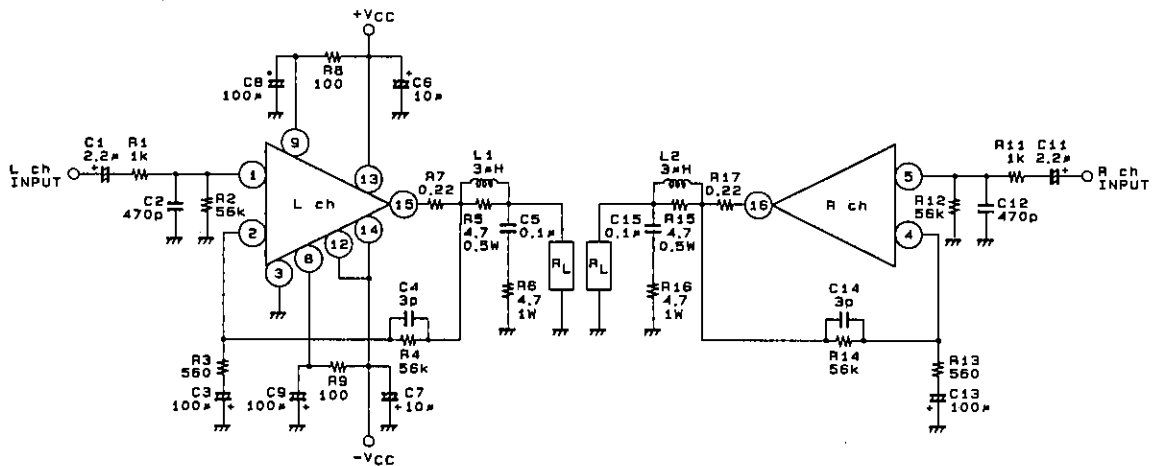 +VCC
C8
100µ
R8
100
C6
10µ
9
L ch
INPUT
C1
2.2µ
+
R1
1k
C2
470p
R2
56k
1
2
3
8
12
13
14
15
L ch
R7
0.22
L1
3µH
R5
4.7
0.5W
C5
0.1µ
R6
4.7
1W
RL
C4
3p
R4
56k
R3
560
C3
100µ
+
C9
100µ
+
R9
100
C7
+10µ
-VCC
L2
3µH
R17
0.22
C15
0.1µ
R15
4.7
0.5W
R16
4.7
1W
RL
16
R ch
5
4
R11
1k
C11
2.2µ
+
R ch
INPUT
R12
56k
C12
470p
C14
3p
R14
56k
R13
560
C13
100µ
+